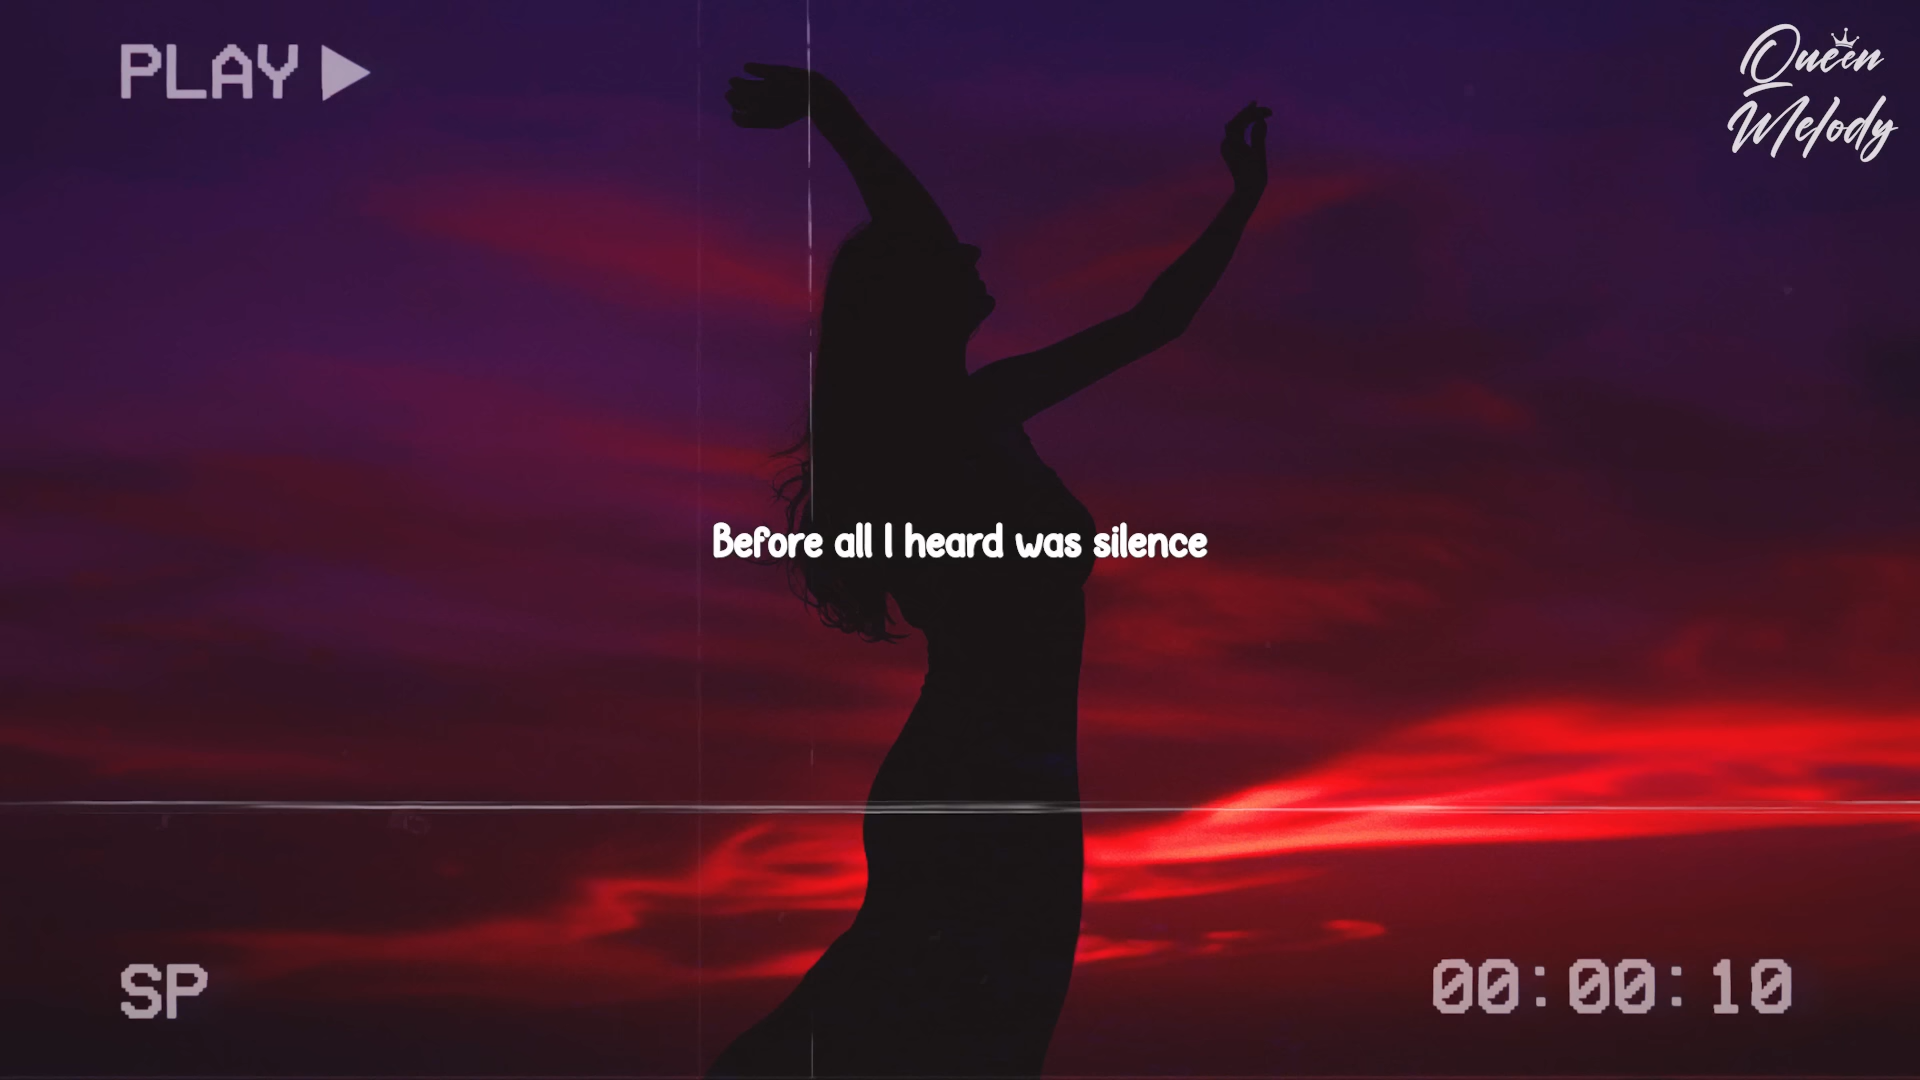 PLAY
Queen
Melody
Before all I heard was silence
SP
00:00:10